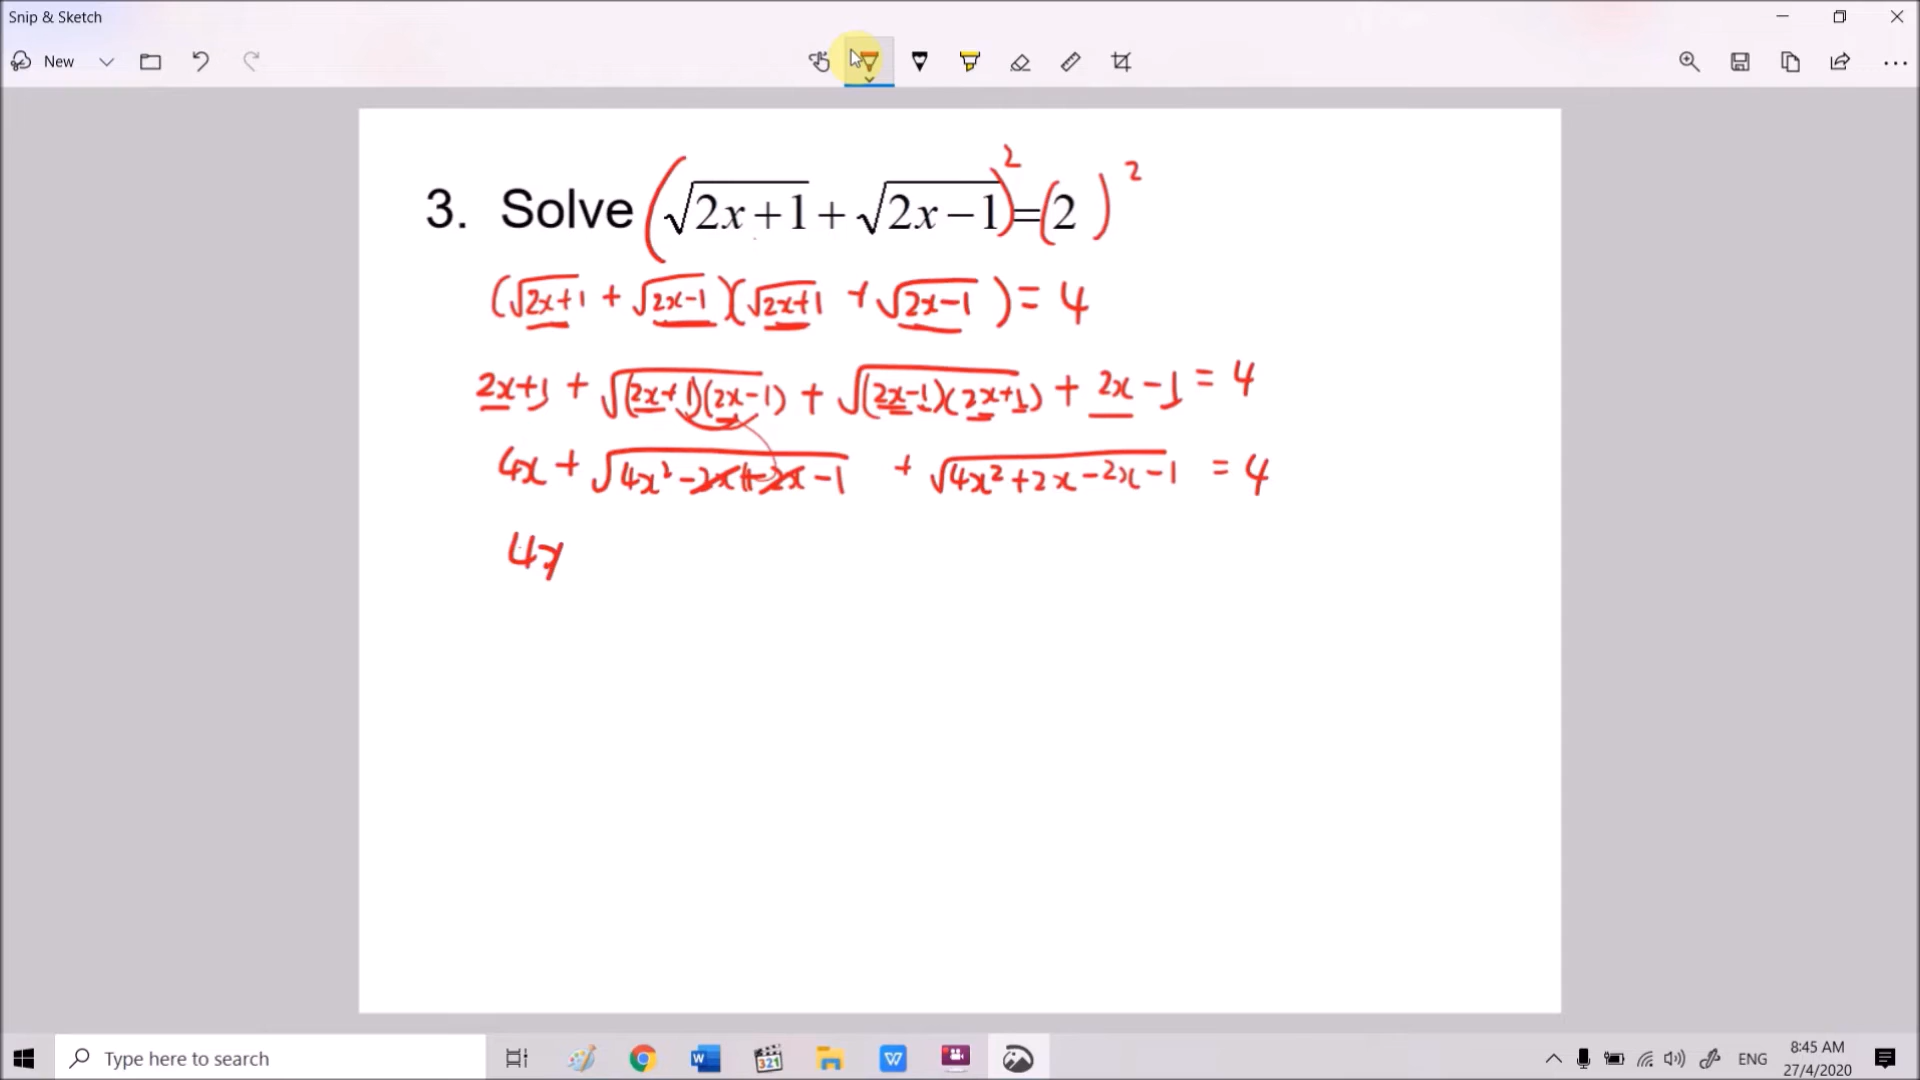 Snip & Sketch
New
3. Solve (√2x+1 + √2x−1)² = (2)²
(√2x+1 + √2x−1)(√2x+1 + √2x−1) = 4
2x+1 + √(2x+1)(2x−1) + √(2x−1)(2x+1) + 2x−1 = 4
4x + √4x²−2x+2x−1 + √4x²+2x−2x−1 = 4
4x
Type here to search
321
W
W
ENG
8:45 AM
27/4/2020